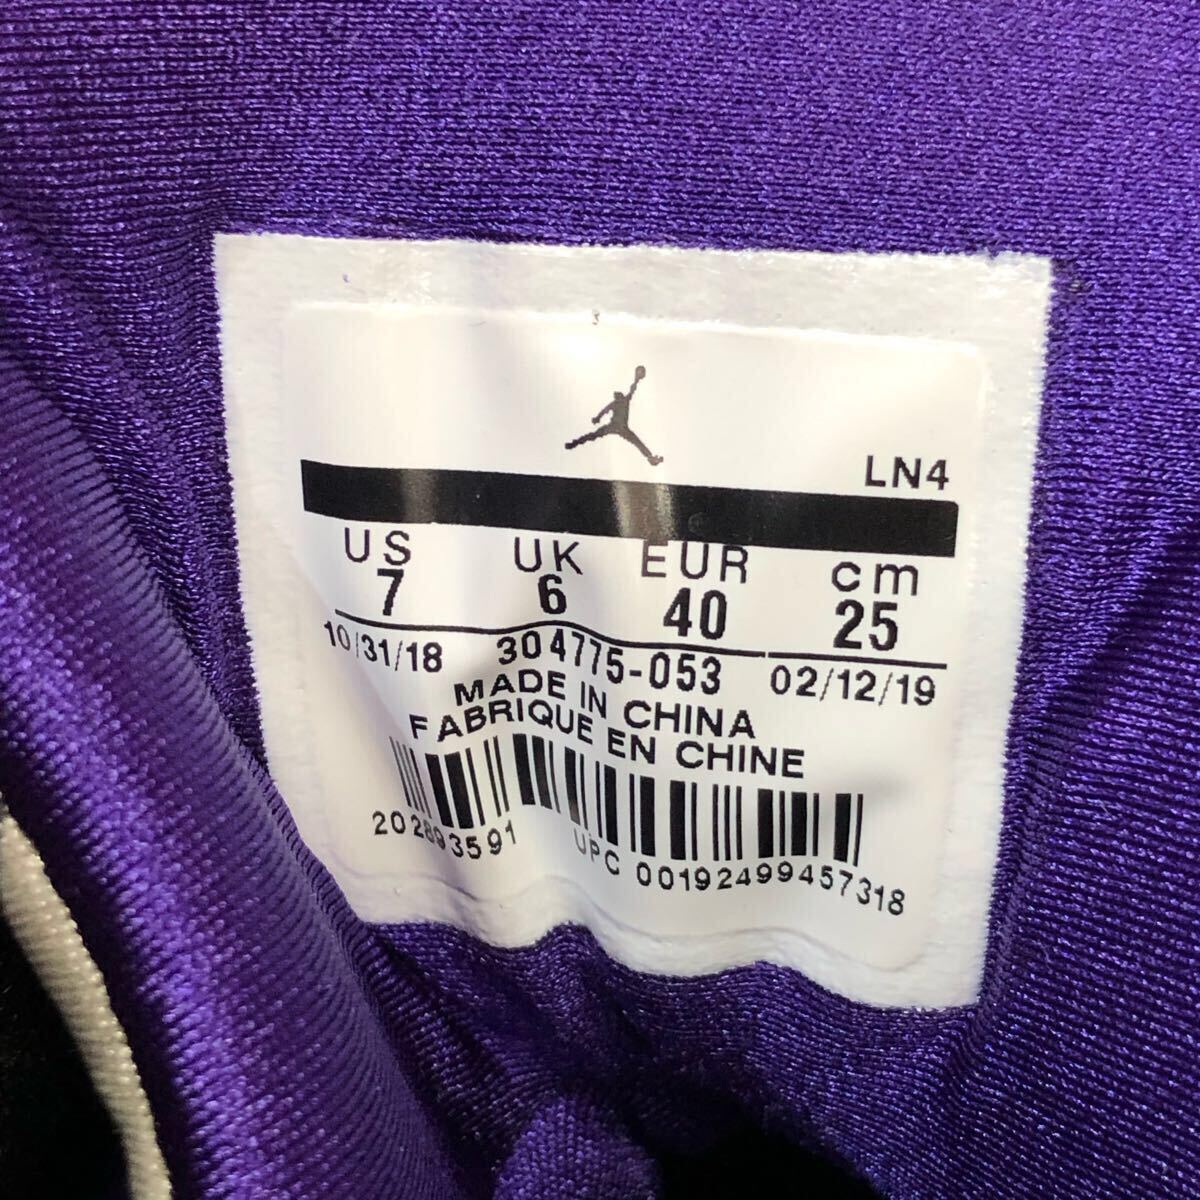 LN4
US UK EUR cm
7 6 40 25
10/31/18 304775-053 02/12/19
MADE IN CHINA
FABRIQUE EN CHINE
202893591 UPC 00192499457318